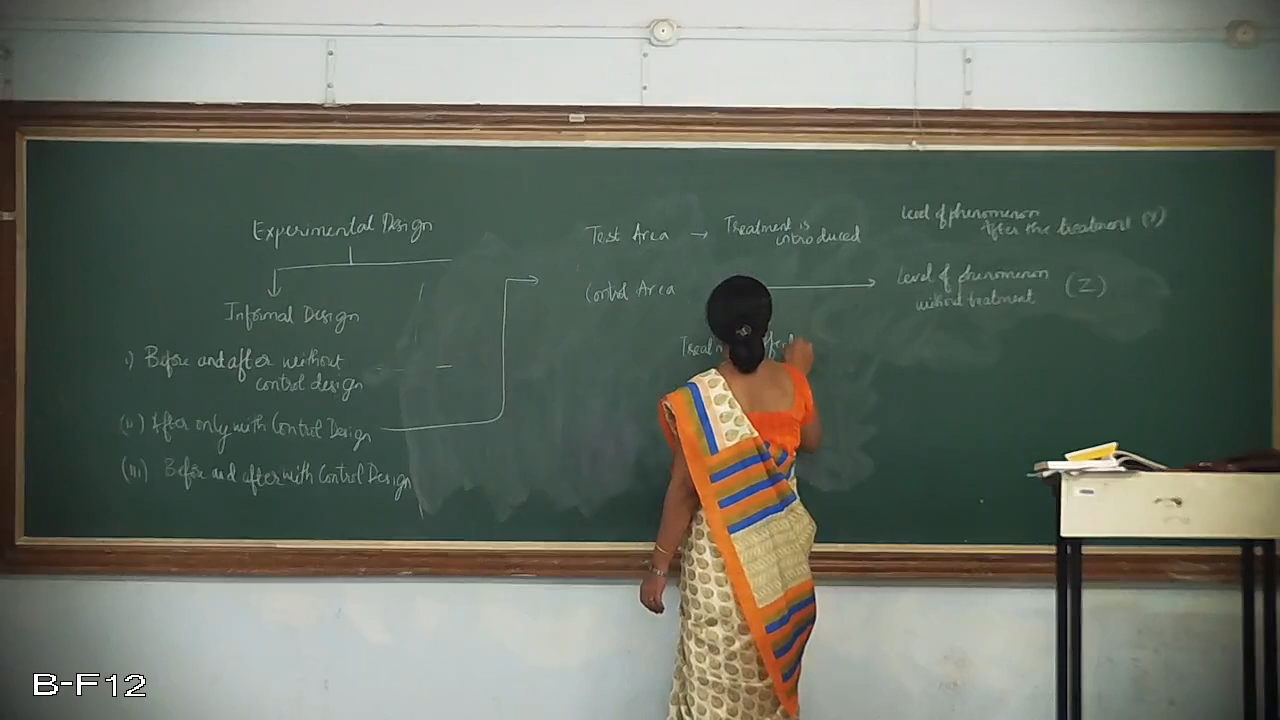 Experimental Design
Informal Design
i) Before and after without
control design
(ii) After only with Control Design
(iii) Before and after with Control Design
Test Area → Treatment is
introduced
Level of phenomenon
After the treatment (Y)
Control Area
Level of phenomenon
without treatment (Z)
B-F12